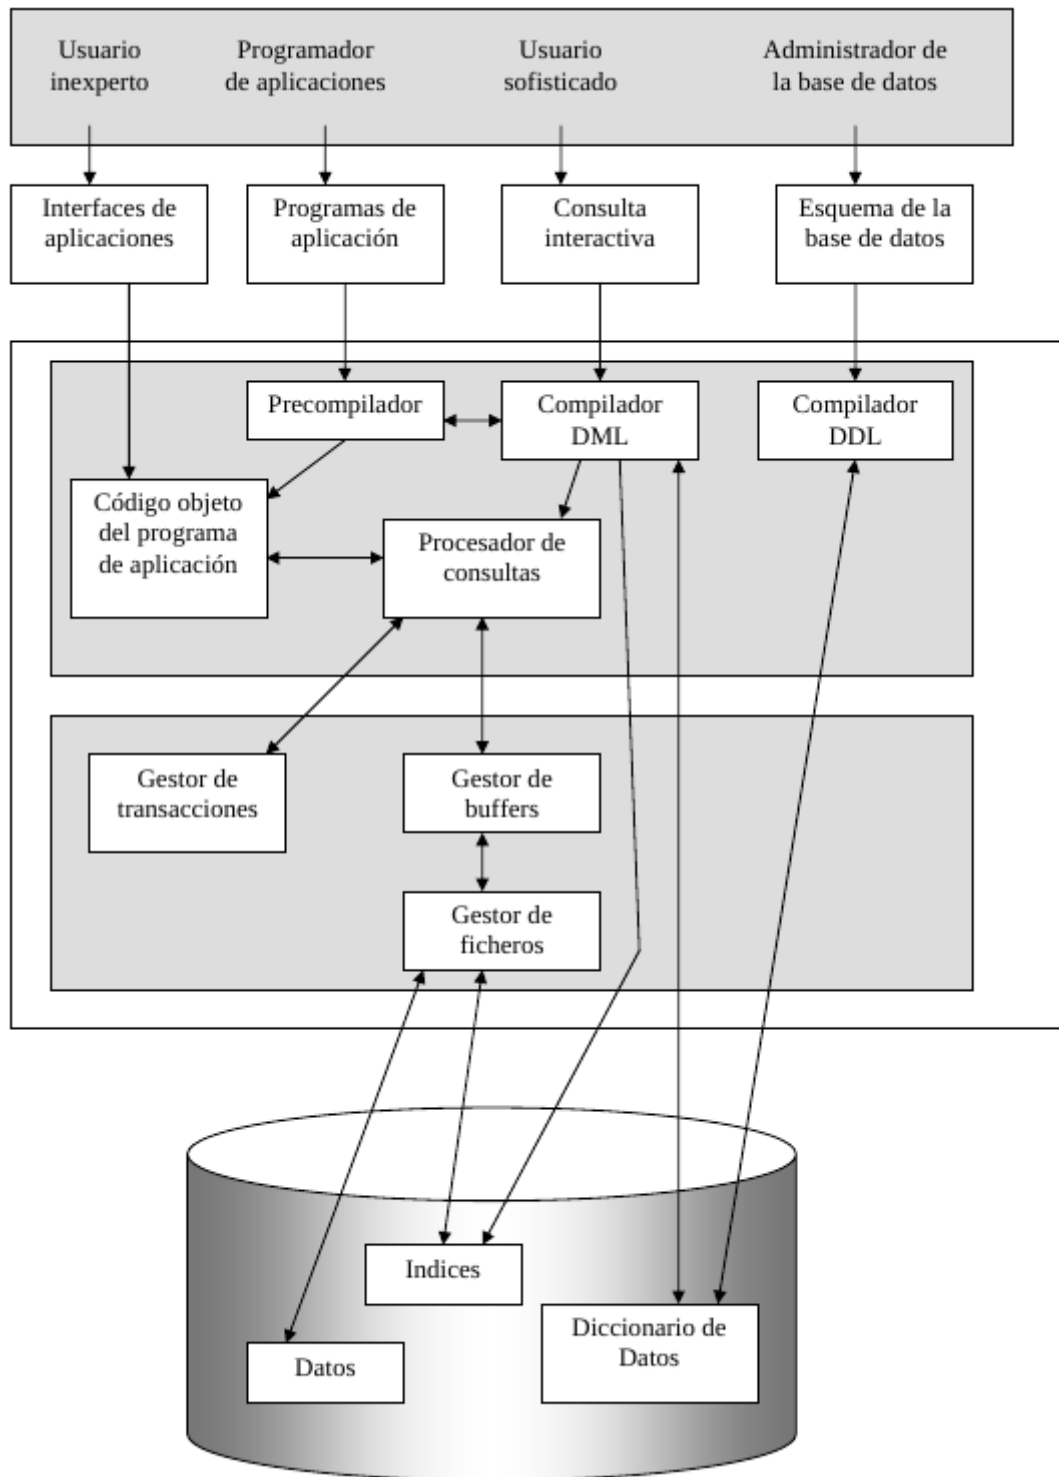 Usuario
inexperto
Programador
de aplicaciones
Usuario
sofisticado
Administrador de
la base de datos
Interfaces de
aplicaciones
Programas de
aplicación
Consulta
interactiva
Esquema de la
base de datos
Precompilador
Compilador
DML
Compilador
DDL
Código objeto
del programa
de aplicación
Procesador de
consultas
Gestor de
transacciones
Gestor de
buffers
Gestor de
ficheros
Indices
Diccionario de
Datos
Datos